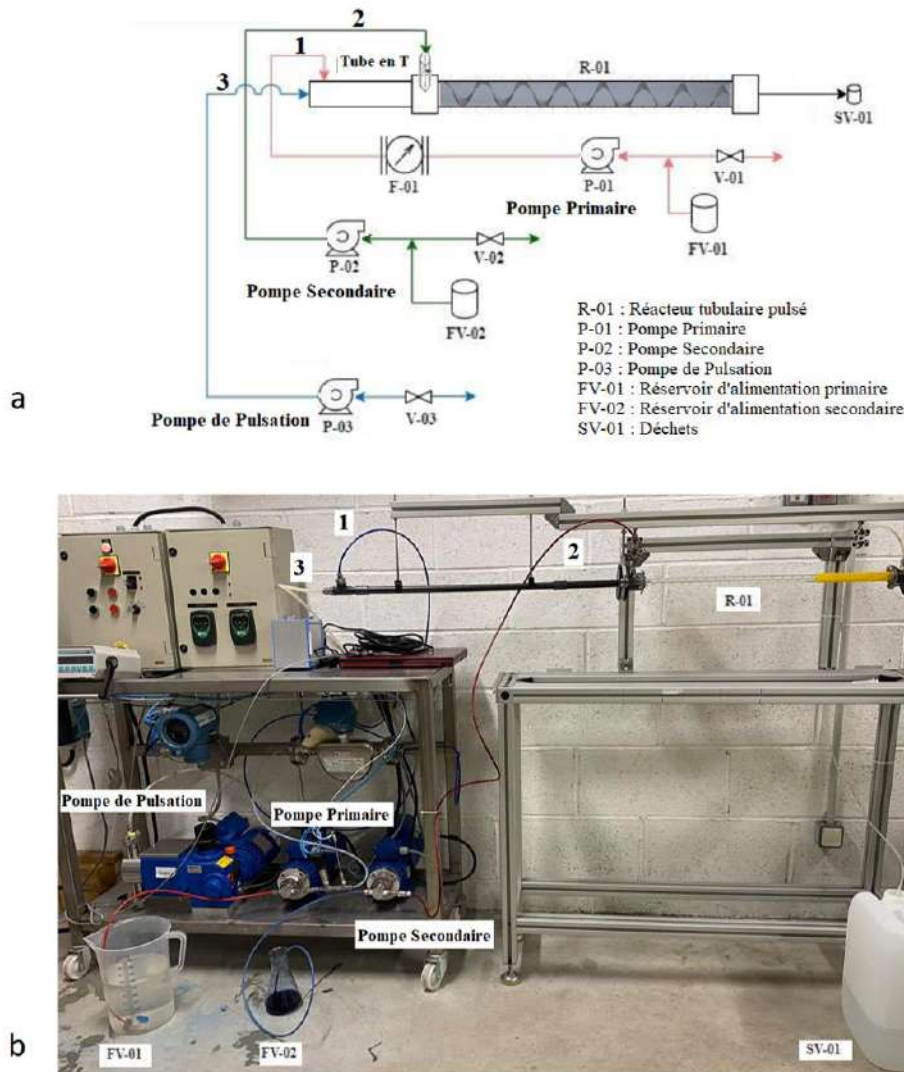 2
1
Tube en T
R-01
3
SV-01
F-01
P-01
V-01
Pompe Primaire
FV-01
P-02
V-02
Pompe Secondaire
FV-02
R-01 : Réacteur tubulaire pulsé
P-01 : Pompe Primaire
P-02 : Pompe Secondaire
P-03 : Pompe de Pulsation
FV-01 : Réservoir d'alimentation primaire
FV-02 : Réservoir d'alimentation secondaire
SV-01 : Déchets
a
Pompe de Pulsation
P-03
V-03
1
2
3
R-01
Pompe de Pulsation
Pompe Primaire
Pompe Secondaire
b
FV-01
FV-02
SV-01